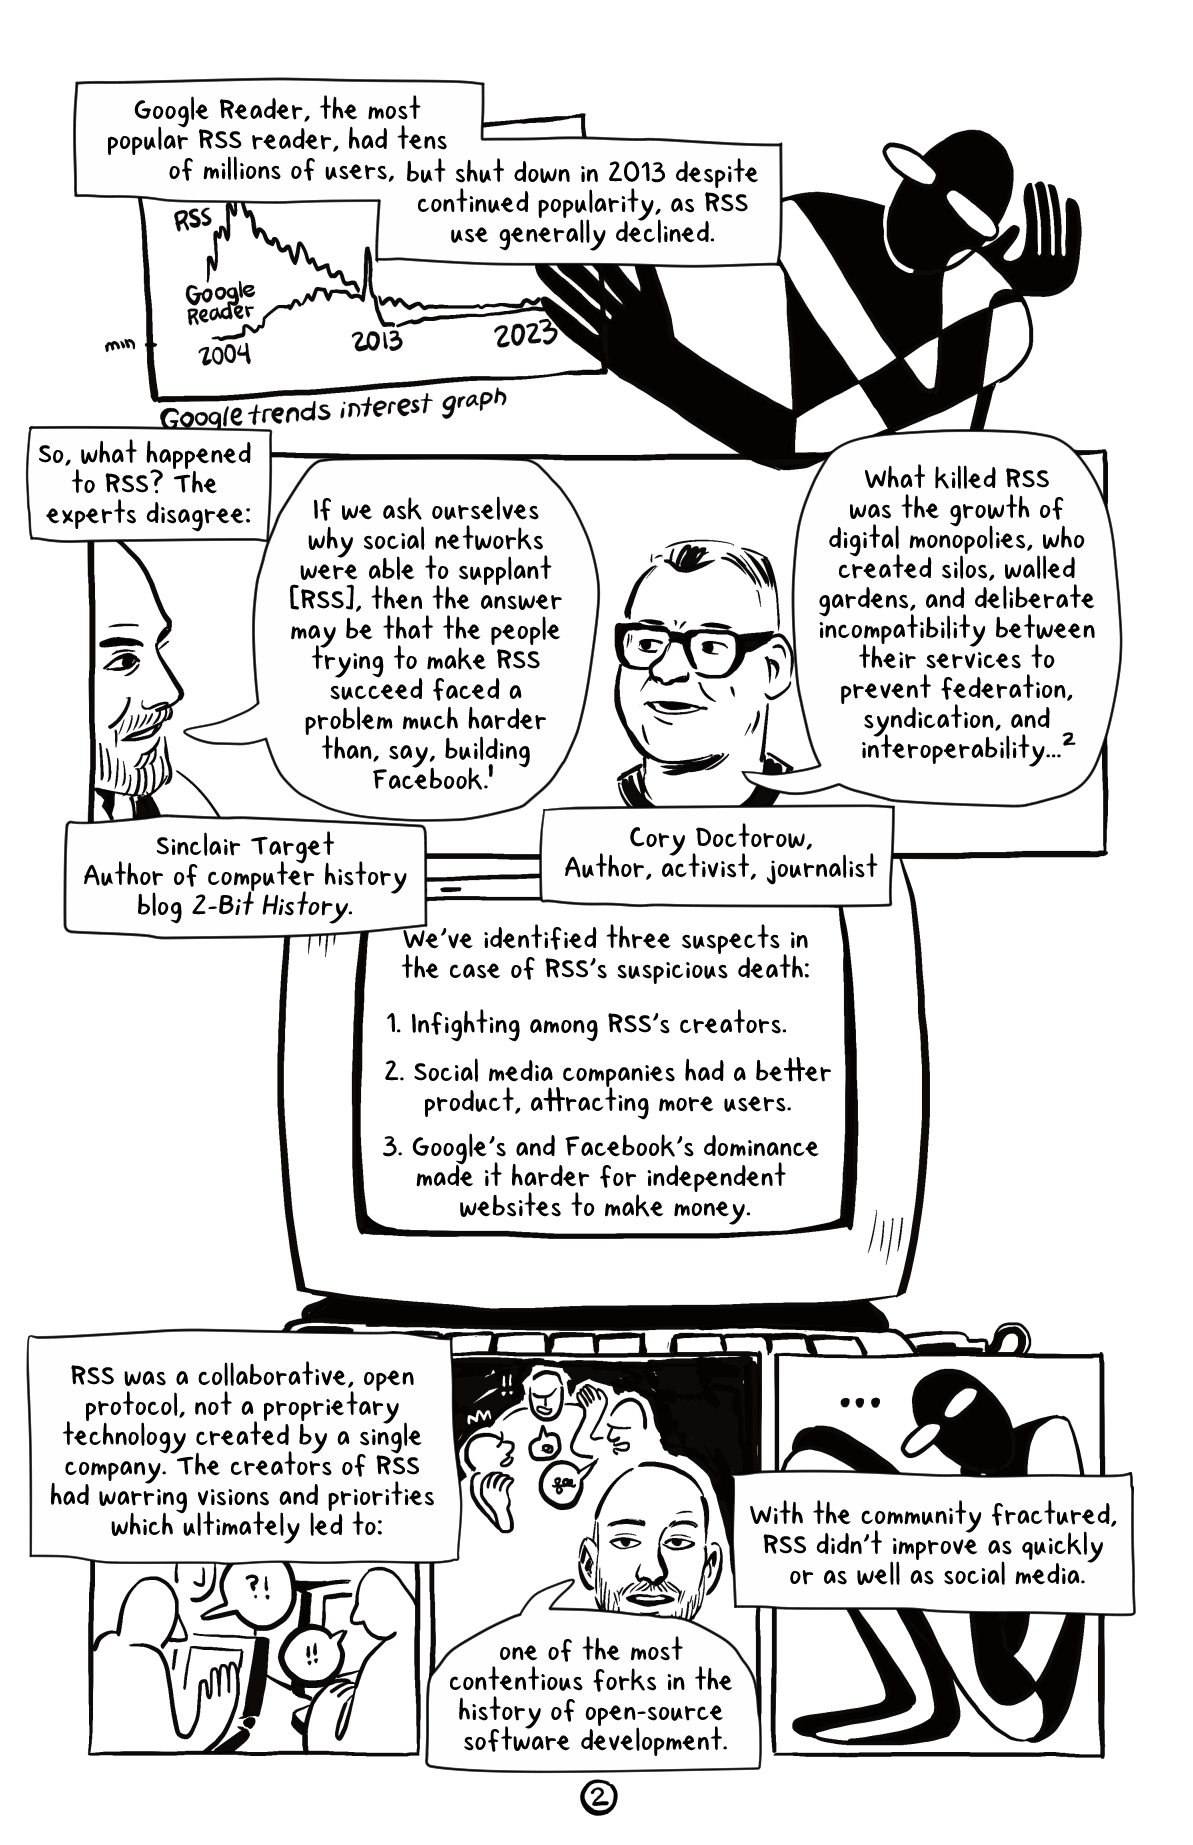 Google Reader, the most
popular RSS reader, had tens
of millions of users, but shut down in 2013 despite
continued popularity, as RSS
use generally declined.
RSS
Google
Reader
min
2004
2013
2023
Google trends interest graph
So, what happened
to RSS? The
experts disagree:
If we ask ourselves
why social networks
were able to supplant
[RSS], then the answer
may be that the people
trying to make RSS
succeed faced a
problem much harder
than, say, building
Facebook.¹
What killed RSS
was the growth of
digital monopolies, who
created silos, walled
gardens, and deliberate
incompatibility between
their services to
prevent federation,
syndication, and
interoperability...²
Sinclair Target
Author of computer history
blog 2-Bit History.
Cory Doctorow,
Author, activist, journalist
We've identified three suspects in
the case of RSS's suspicious death:
1. Infighting among RSS's creators.
2. Social media companies had a better
product, attracting more users.
3. Google's and Facebook's dominance
made it harder for independent
websites to make money.
RSS was a collaborative, open
protocol, not a proprietary
technology created by a single
company. The creators of RSS
had warring visions and priorities
which ultimately led to:
?!
!!
!!
one of the most
contentious forks in the
history of open-source
software development.
...
With the community fractured,
RSS didn't improve as quickly
or as well as social media.
2